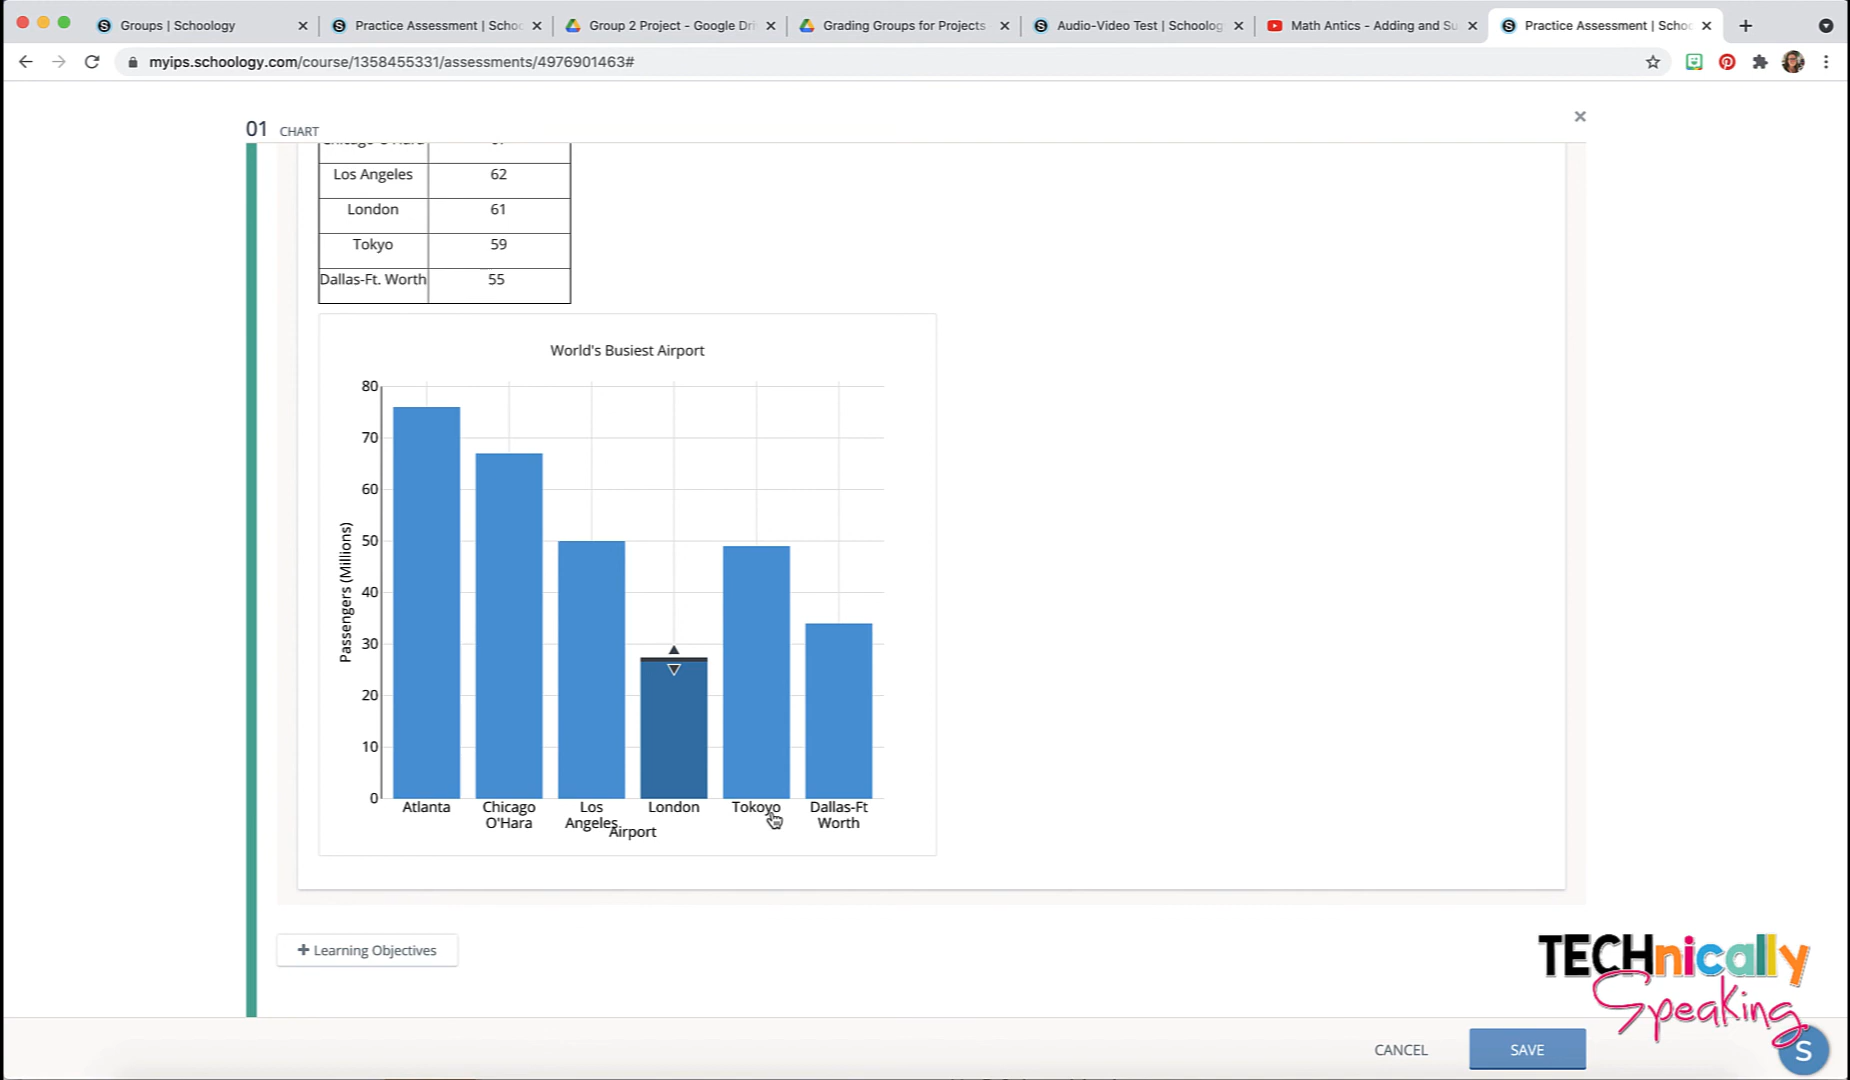 Groups | Schoology
Practice Assessment | Schoo
Group 2 Project - Google Dri
Grading Groups for Projects
Audio-Video Test | Schoolog
Math Antics - Adding and Su
Practice Assessment | Schoo
myips.schoology.com/course/1358455331/assessments/4976901463#
01 CHART
Los Angeles 62
London 61
Tokyo 59
Dallas-Ft. Worth 55
World's Busiest Airport
80
70
60
50
40
30
20
10
0
Passengers (Millions)
Atlanta
Chicago O'Hara
Los Angeles
London
Tokoyo
Dallas-Ft Worth
Airport
+ Learning Objectives
TECHnically
Speaking
CANCEL
SAVE
S